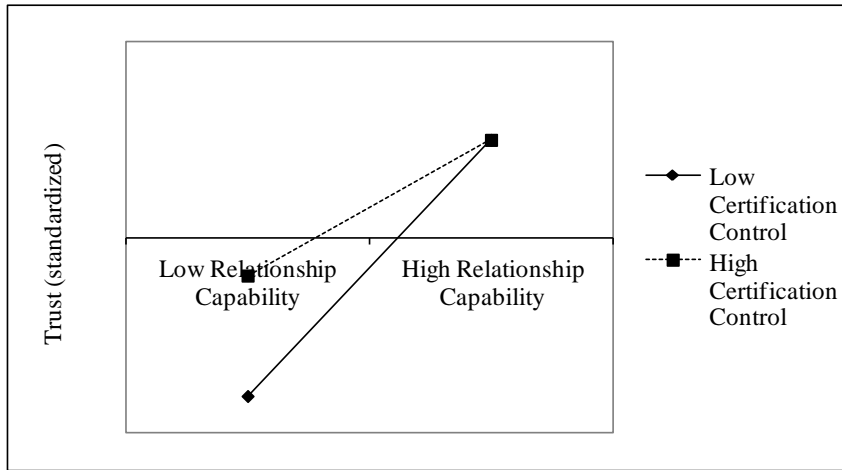 Trust (standardized)
Low Relationship
Capability
High Relationship
Capability
Low
Certification
Control
High
Certification
Control